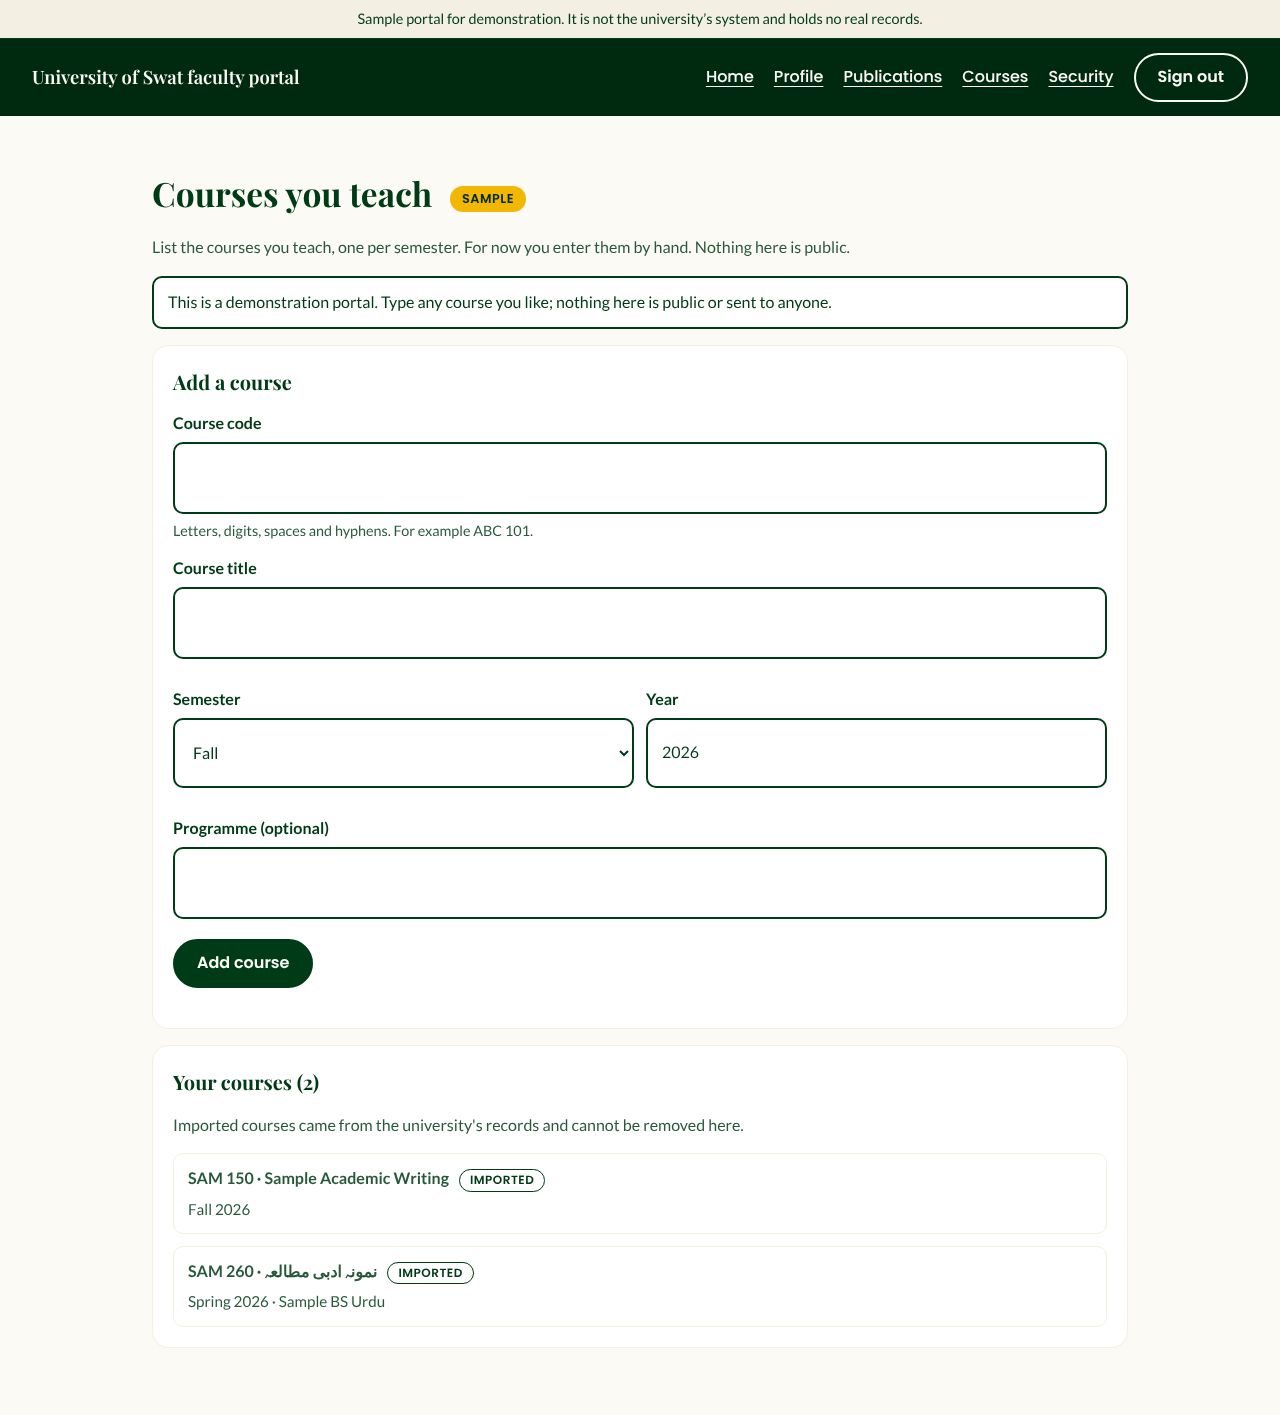 Sample portal for demonstration. It is not the university’s system and holds no real records.
University of Swat faculty portal
Home Profile Publications Courses Security Sign out
Courses you teach SAMPLE
List the courses you teach, one per semester. For now you enter them by hand. Nothing here is public.
This is a demonstration portal. Type any course you like; nothing here is public or sent to anyone.
Add a course
Course code
Letters, digits, spaces and hyphens. For example ABC 101.
Course title
Semester Year
Fall 2026
Programme (optional)
Add course
Your courses (2)
Imported courses came from the university's records and cannot be removed here.
SAM 150 · Sample Academic Writing IMPORTED
Fall 2026
SAM 260 · نمونہ ادبی مطالعہ IMPORTED
Spring 2026 · Sample BS Urdu